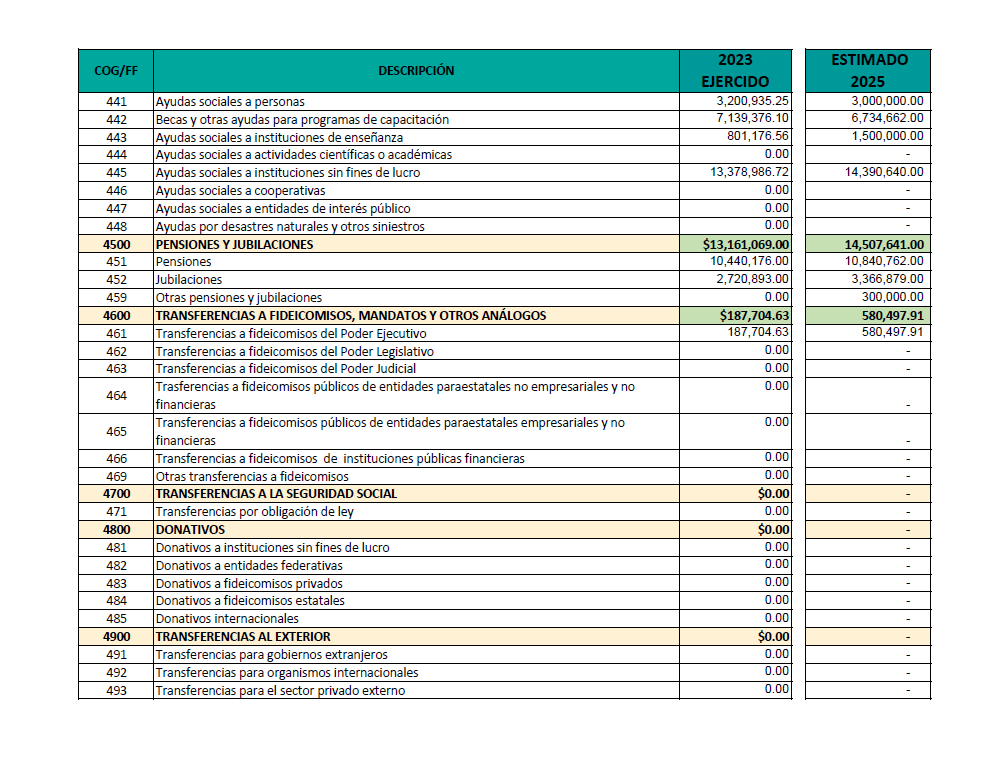 COG/FF DESCRIPCIÓN 2023 EJERCIDO ESTIMADO 2025
441 Ayudas sociales a personas 3,200,935.25 3,000,000.00
442 Becas y otras ayudas para programas de capacitación 7,139,376.10 6,734,662.00
443 Ayudas sociales a instituciones de enseñanza 801,176.56 1,500,000.00
444 Ayudas sociales a actividades científicas o académicas 0.00 -
445 Ayudas sociales a instituciones sin fines de lucro 13,378,986.72 14,390,640.00
446 Ayudas sociales a cooperativas 0.00 -
447 Ayudas sociales a entidades de interés público 0.00 -
448 Ayudas por desastres naturales y otros siniestros 0.00 -
4500 PENSIONES Y JUBILACIONES $13,161,069.00 14,507,641.00
451 Pensiones 10,440,176.00 10,840,762.00
452 Jubilaciones 2,720,893.00 3,366,879.00
459 Otras pensiones y jubilaciones 0.00 300,000.00
4600 TRANSFERENCIAS A FIDEICOMISOS, MANDATOS Y OTROS ANÁLOGOS $187,704.63 580,497.91
461 Transferencias a fideicomisos del Poder Ejecutivo 187,704.63 580,497.91
462 Transferencias a fideicomisos del Poder Legislativo 0.00 -
463 Transferencias a fideicomisos del Poder Judicial 0.00 -
464 Trasferencias a fideicomisos públicos de entidades paraestatales no empresariales y no 0.00
financieras -
465 Transferencias a fideicomisos públicos de entidades paraestatales empresariales y no 0.00
financieras -
466 Transferencias a fideicomisos de instituciones públicas financieras 0.00 -
469 Otras transferencias a fideicomisos 0.00 -
4700 TRANSFERENCIAS A LA SEGURIDAD SOCIAL $0.00 -
471 Transferencias por obligación de ley 0.00 -
4800 DONATIVOS $0.00 -
481 Donativos a instituciones sin fines de lucro 0.00 -
482 Donativos a entidades federativas 0.00 -
483 Donativos a fideicomisos privados 0.00 -
484 Donativos a fideicomisos estatales 0.00 -
485 Donativos internacionales 0.00 -
4900 TRANSFERENCIAS AL EXTERIOR $0.00 -
491 Transferencias para gobiernos extranjeros 0.00 -
492 Transferencias para organismos internacionales 0.00 -
493 Transferencias para el sector privado externo 0.00 -